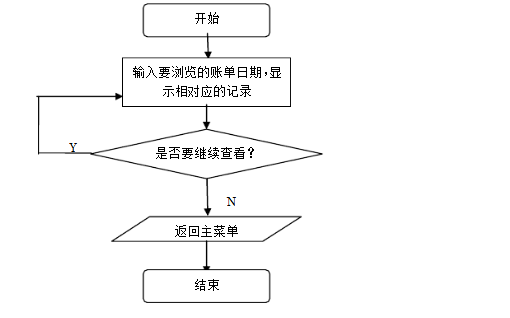 开始
输入要浏览的账单日期，显
示相对应的记录
是否要继续查看？
Y
N
返回主菜单
结束